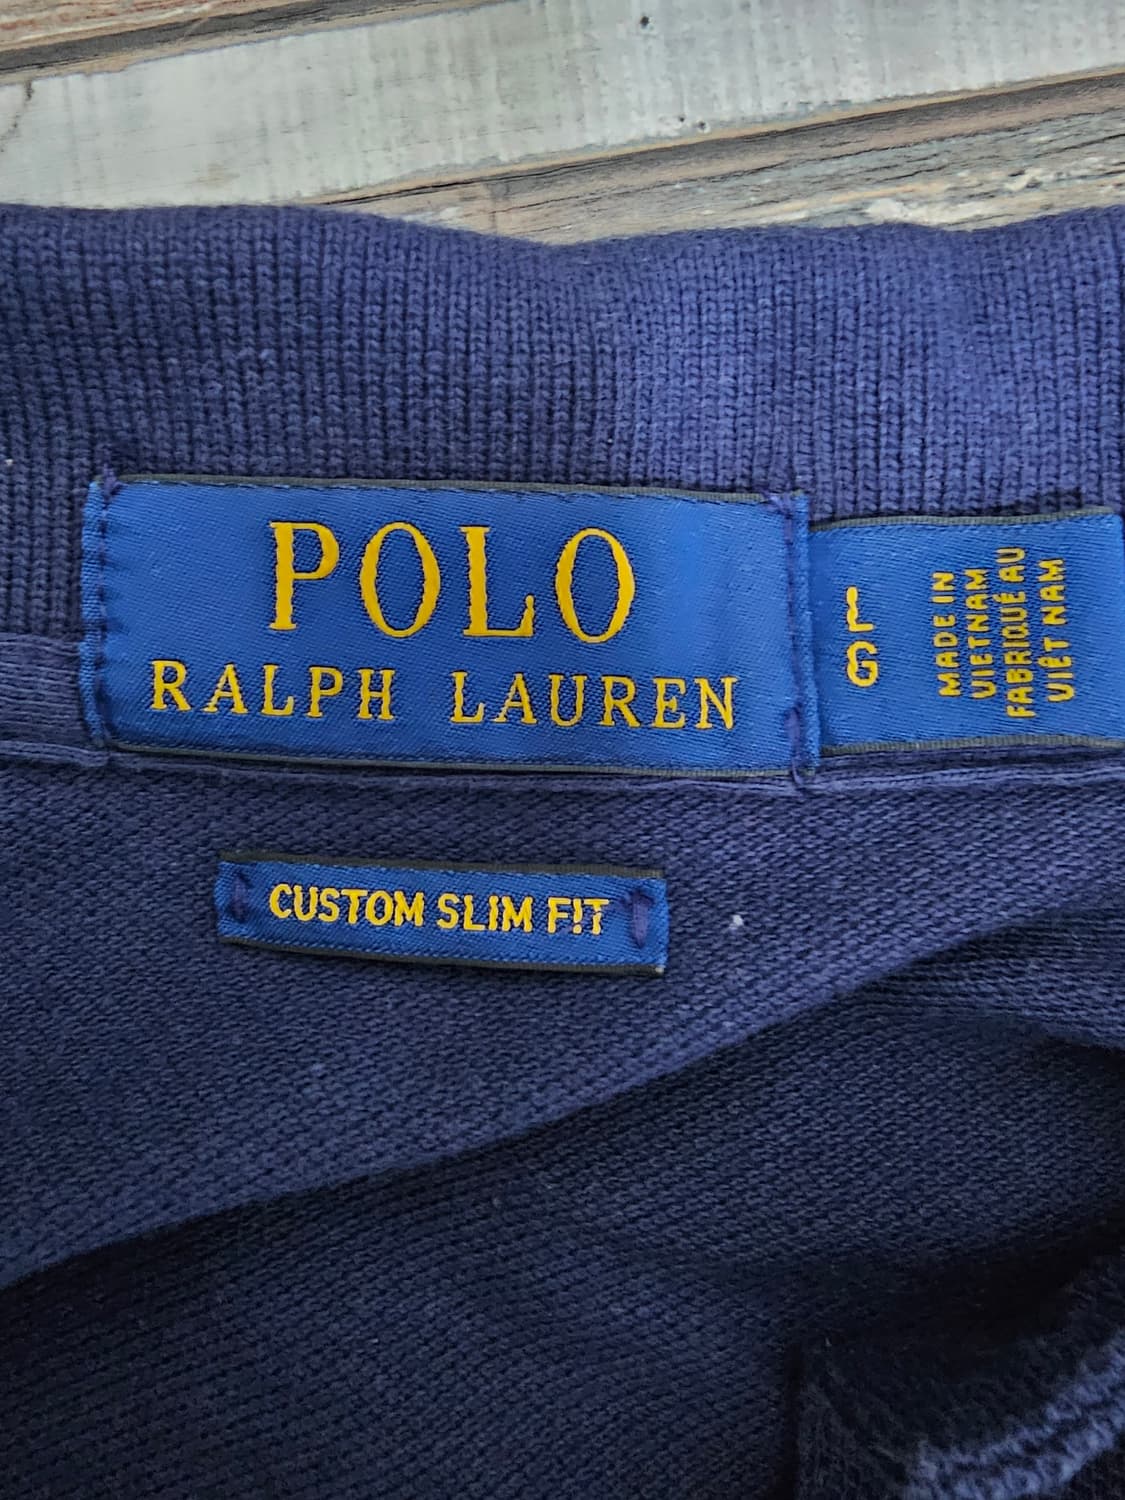 POLO
RALPH LAUREN
L
G
MADE IN
VIETNAM
FABRIQUÉ AU
VIÊT NAM
CUSTOM SLIM FIT